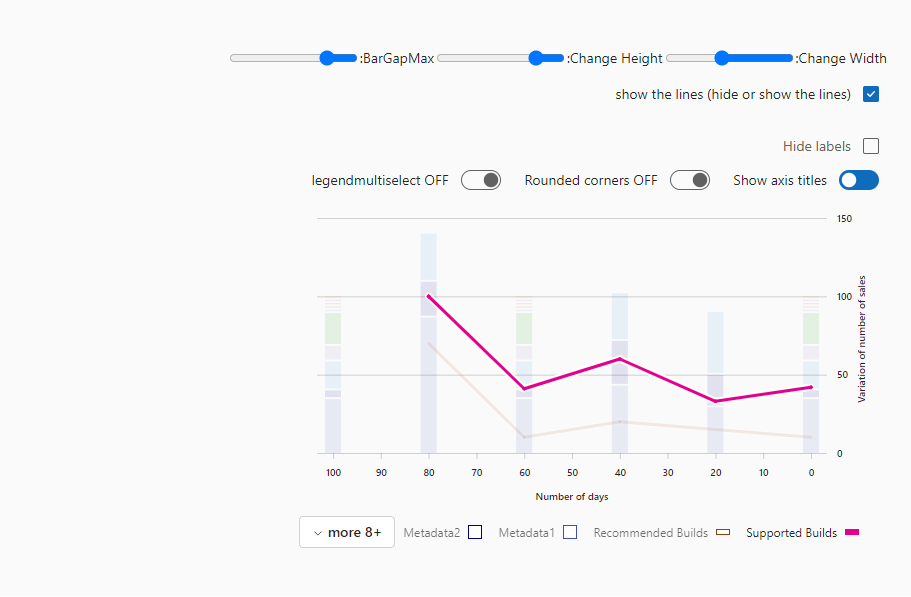 :BarGapMax :Change Height :Change Width
show the lines (hide or show the lines)
Hide labels
legendmultiselect OFF Rounded corners OFF Show axis titles
150
100
50
0
Variation of number of sales
100 90 80 70 60 50 40 30 20 10 0
Number of days
more 8+ Metadata2 Metadata1 Recommended Builds Supported Builds